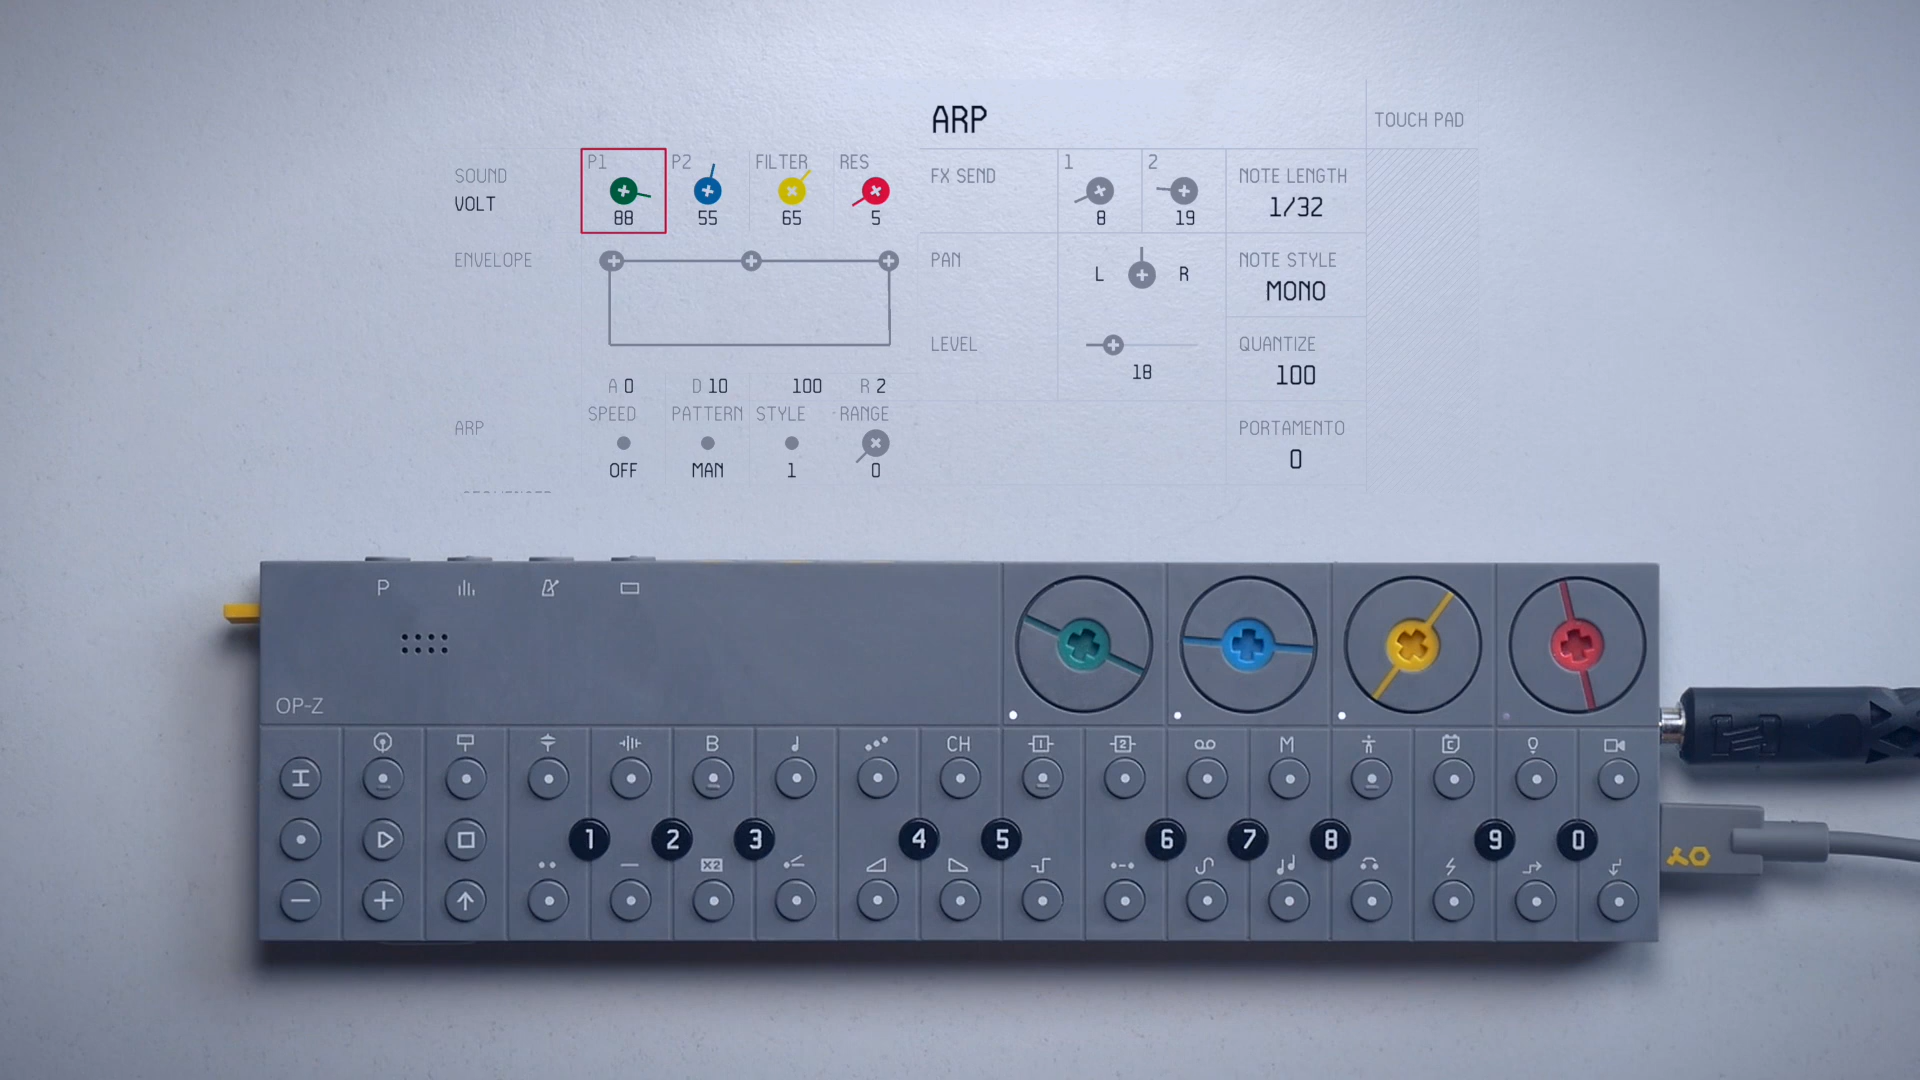 ARP
TOUCH PAD
SOUND
VOLT
P1
88
P2
55
FILTER
65
RES
5
FX SEND
1
8
2
19
NOTE LENGTH
1/32
ENVELOPE
PAN
L R
NOTE STYLE
MONO
LEVEL
18
QUANTIZE
100
A 0 D 10 100 R 2
ARP
SPEED
OFF
PATTERN
MAN
STYLE
1
RANGE
0
PORTAMENTO
0
P
OP-Z
B CH 1 2 M C
1 2 3 4 5 6 7 8 9 0
X2